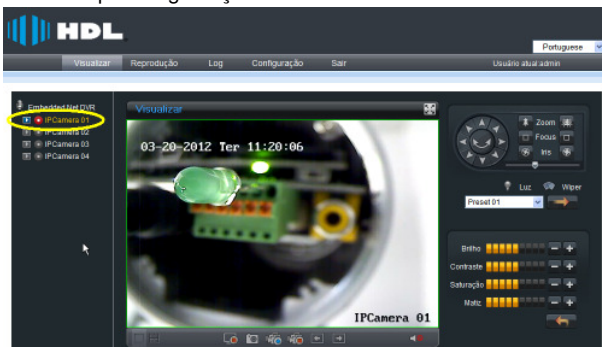 HDL
Portuguese
Visualizar Reprodução Log Configuração Sair
Usuário atual:admin
Embedded Net DVR
IPCamera 01
IPCamera 02
IPCamera 03
IPCamera 04
Visualizar
03-20-2012 Ter 11:20:06
IPCamera 01
Zoom
Focus
Iris
Luz Wiper
Preset 01
Brilho
Contraste
Saturação
Matiz